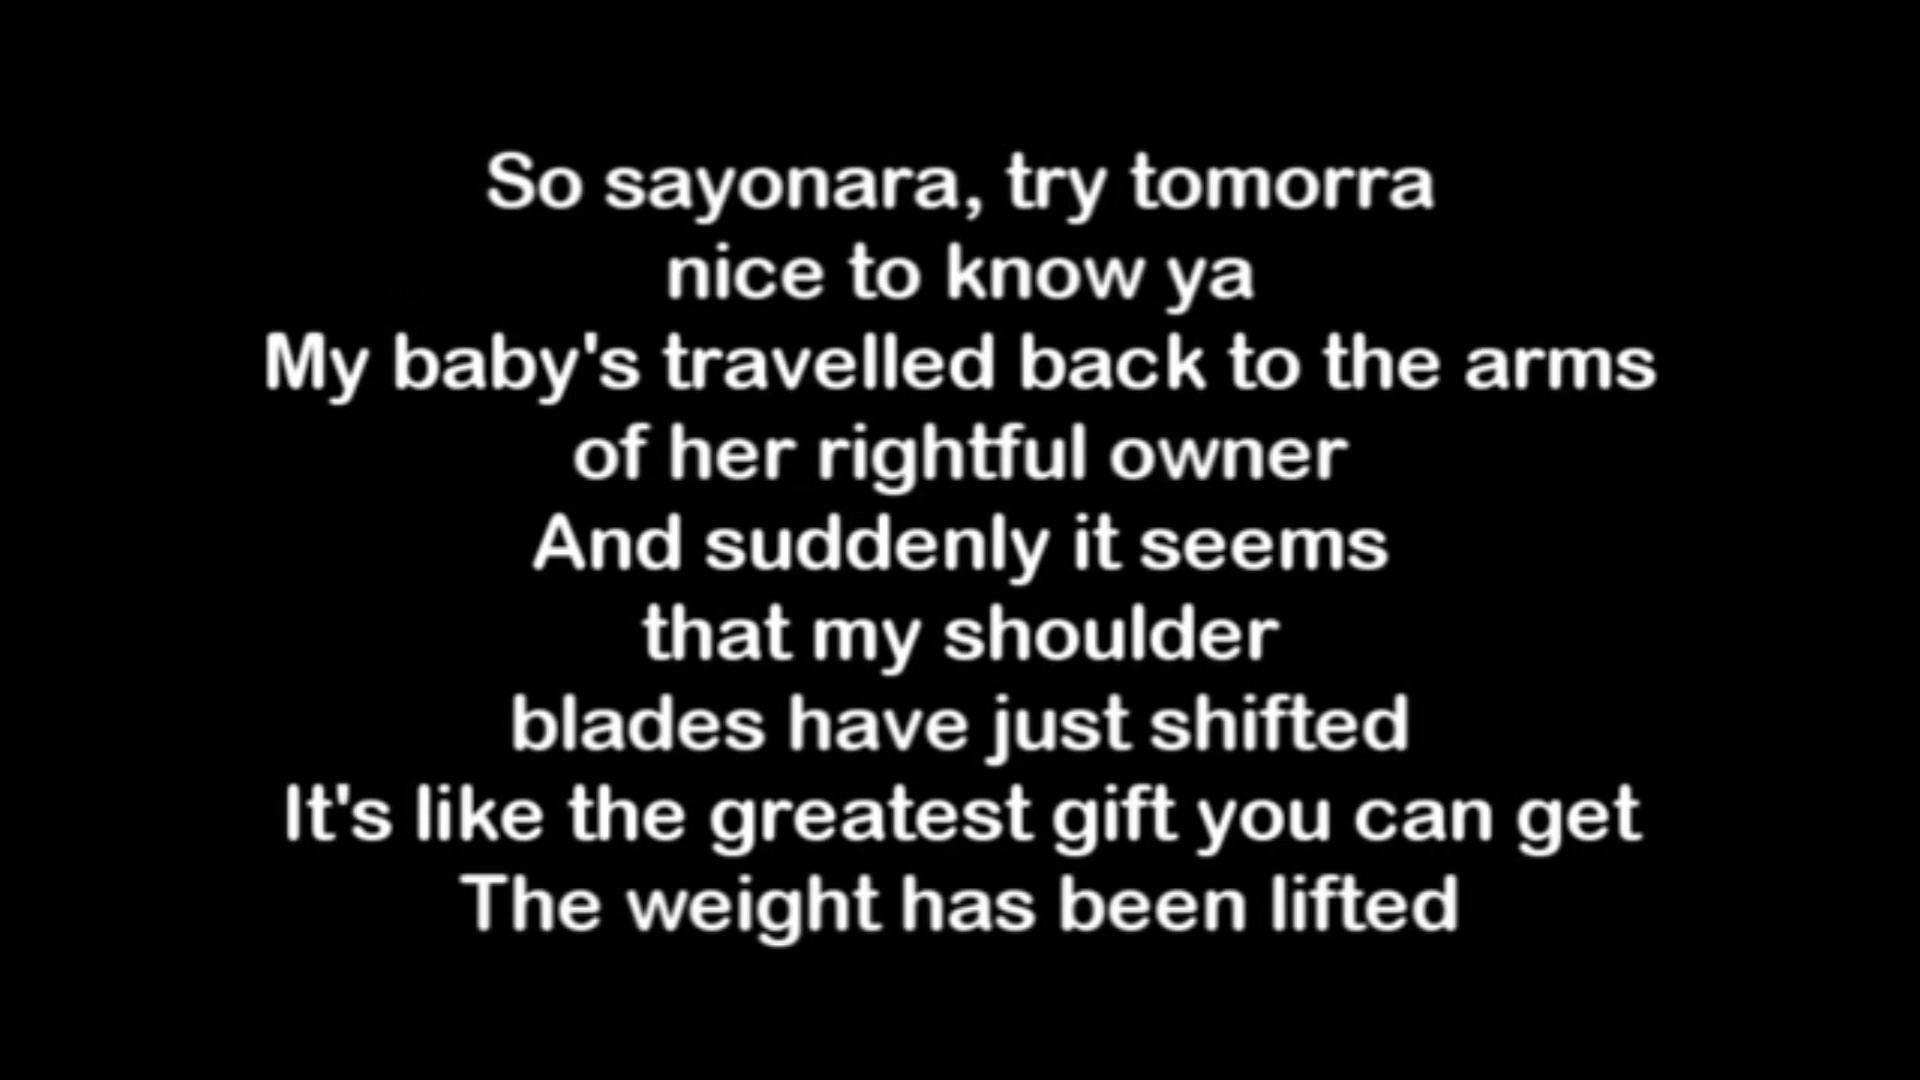 So sayonara, try tomorra
nice to know ya
My baby's travelled back to the arms
of her rightful owner
And suddenly it seems
that my shoulder
blades have just shifted
It's like the greatest gift you can get
The weight has been lifted